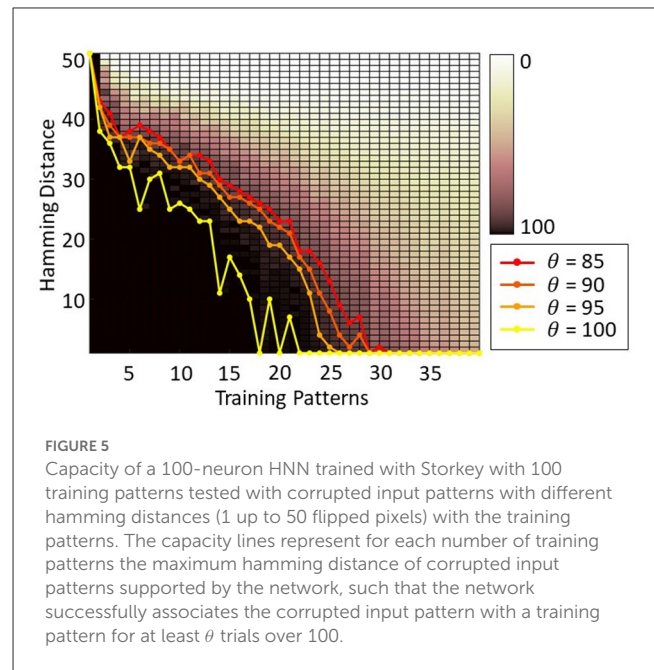 50
40
30
20
10
Hamming Distance
5 10 15 20 25 30 35
Training Patterns
0
100
θ = 85
θ = 90
θ = 95
θ = 100
FIGURE 5
Capacity of a 100-neuron HNN trained with Storkey with 100
training patterns tested with corrupted input patterns with different
hamming distances (1 up to 50 flipped pixels) with the training
patterns. The capacity lines represent for each number of training
patterns the maximum hamming distance of corrupted input
patterns supported by the network, such that the network
successfully associates the corrupted input pattern with a training
pattern for at least θ trials over 100.